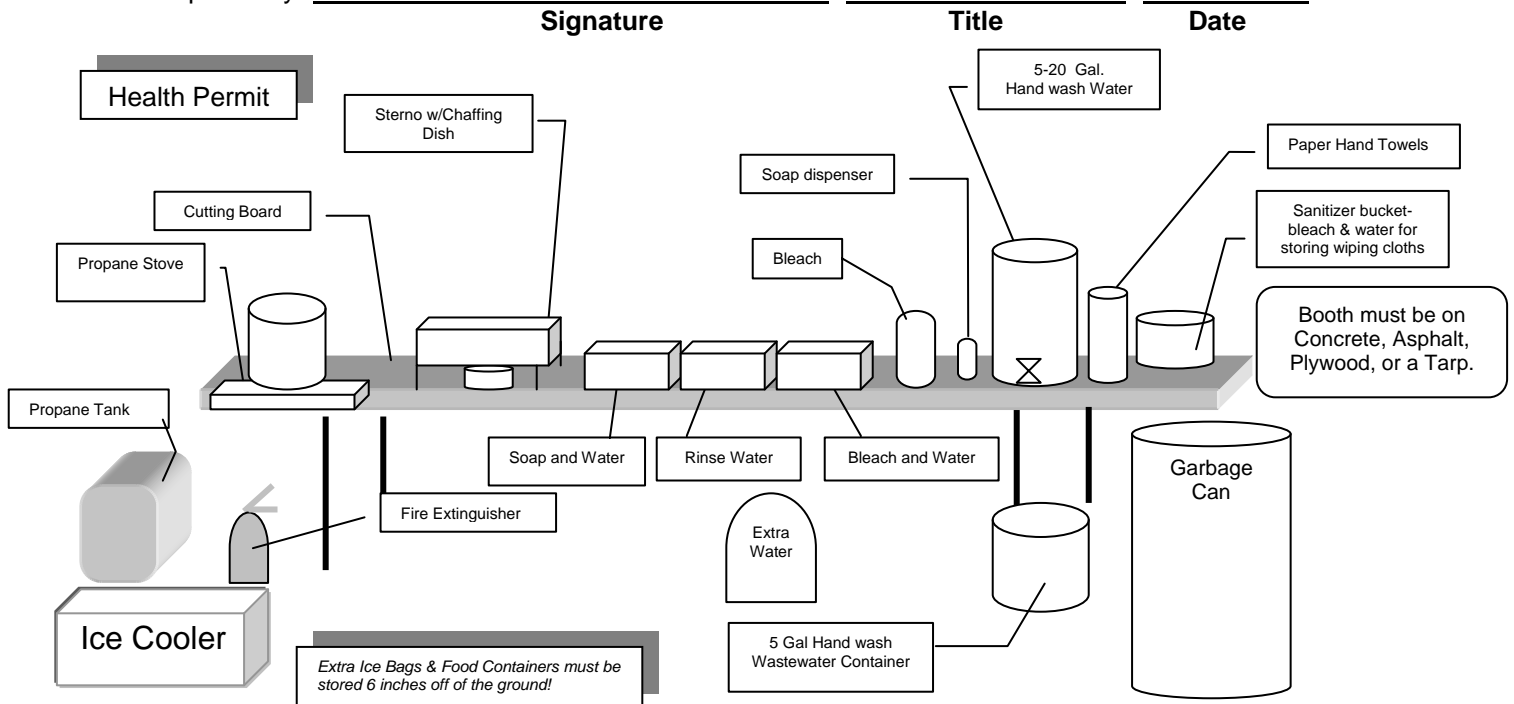 Signature Title Date
Health Permit
5-20 Gal.
Hand wash Water
Sterno w/Chaffing
Dish
Paper Hand Towels
Soap dispenser
Cutting Board
Sanitizer bucket-
bleach & water for
storing wiping cloths
Propane Stove
Bleach
Booth must be on
Concrete, Asphalt,
Plywood, or a Tarp.
Propane Tank
Soap and Water
Rinse Water
Bleach and Water
Garbage
Can
Fire Extinguisher
Extra
Water
Ice Cooler
5 Gal Hand wash
Wastewater Container
Extra Ice Bags & Food Containers must be
stored 6 inches off of the ground!